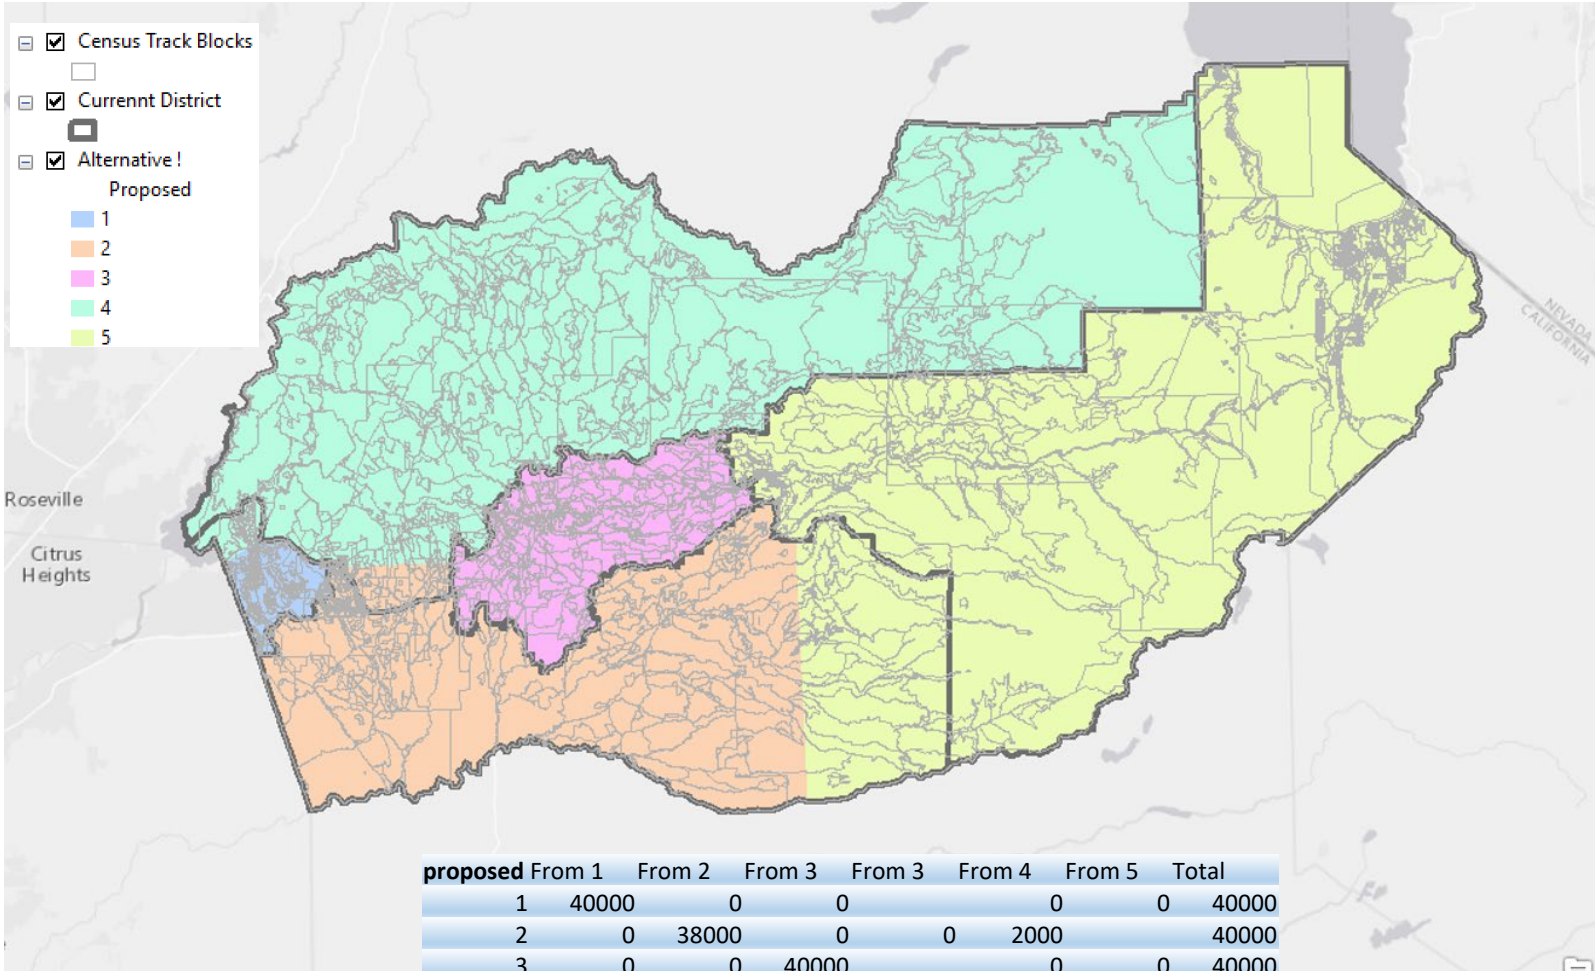 Census Track Blocks
Currennt District
Alternative !
Proposed
1
2
3
4
5
Roseville
Citrus
Heights
NEVADA
CALIFORNIA
proposed From 1 From 2 From 3 From 3 From 4 From 5 Total
1 40000 0 0 0 0 40000
2 0 38000 0 0 2000 40000
3 0 0 40000 0 0 40000